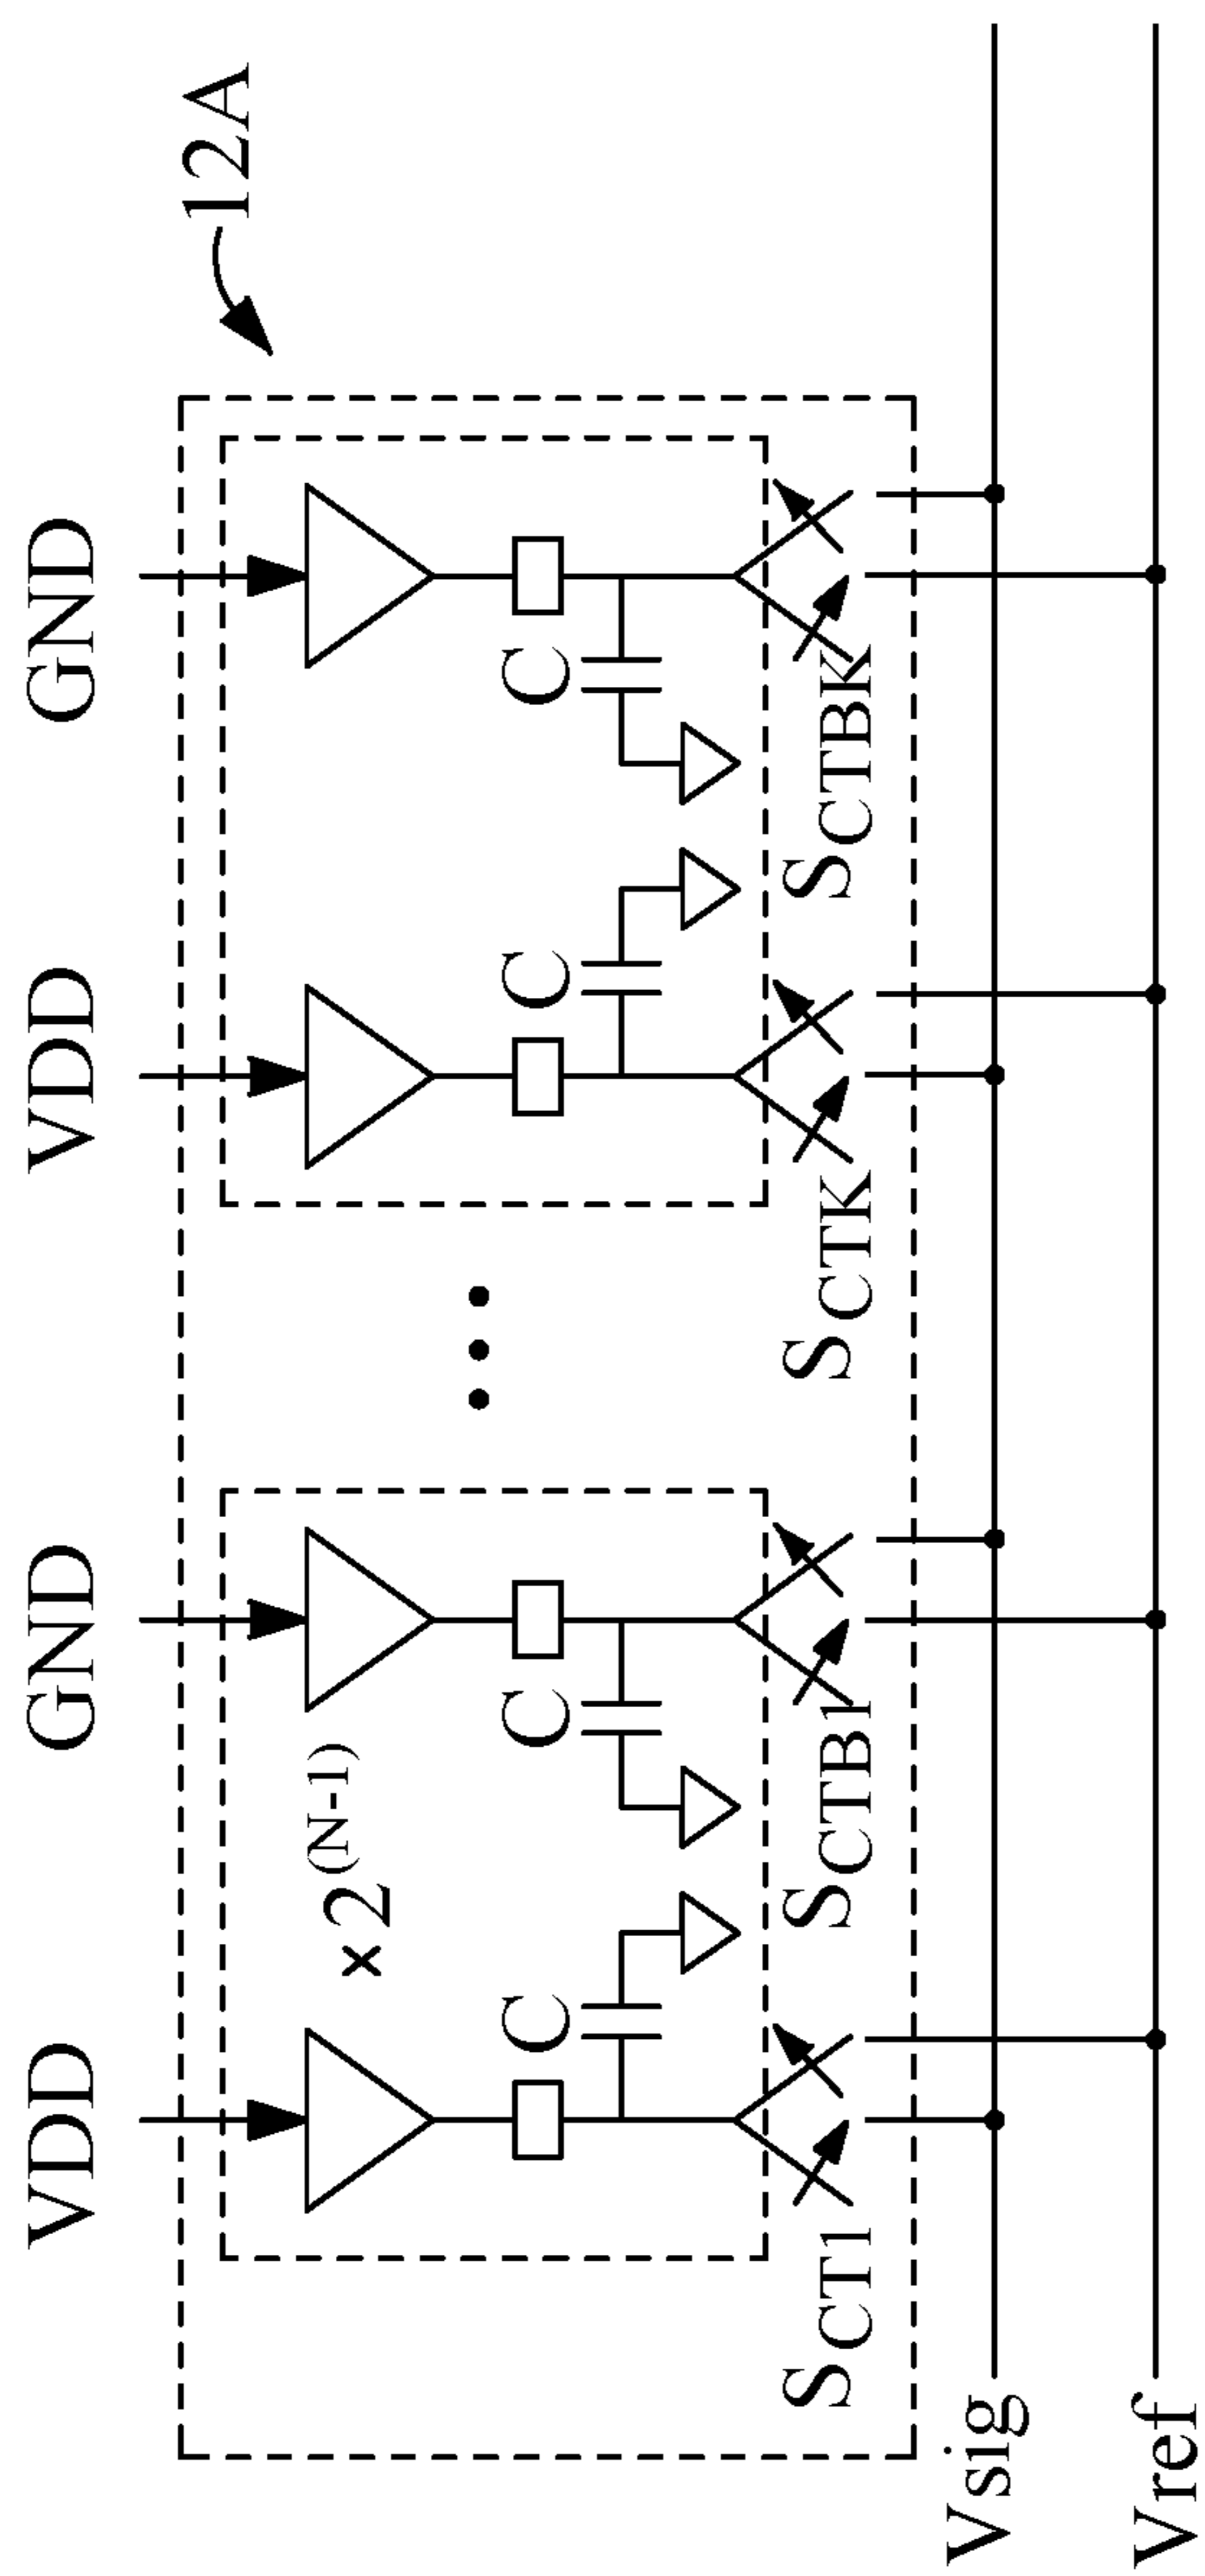 12A
VDD GND VDD GND
×2(N-1)
C C C C
SCT1 SCTB1 SCTK SCTBK
Vsig
Vref